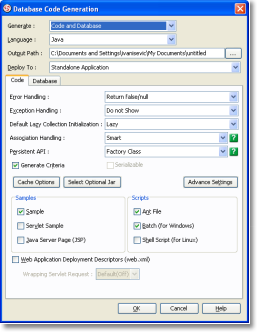 Database Code Generation
Generate : Code and Database
Language : Java
Output Path : C:\Documents and Settings\vanisevic\My Documents\untitled ...
Deploy To : Standalone Application
Code Database
Error Handling : Return false/null
Exception Handling : Do not Show
Default Lazy Collection Initialization : Lazy
Association Handling : Smart ?
Persistent API : Factory Class ?
Generate Criteria Serializable
Cache Options Select Optional Jar Advance Settings
Samples Scripts
Sample Ant File
Servlet Sample Batch (for Windows)
Java Server Page (JSP) Shell Script (for Linux)
Web Application Deployment Descriptors (web.xml)
Wrapping Servlet Request : Default(Off)
OK Cancel Help